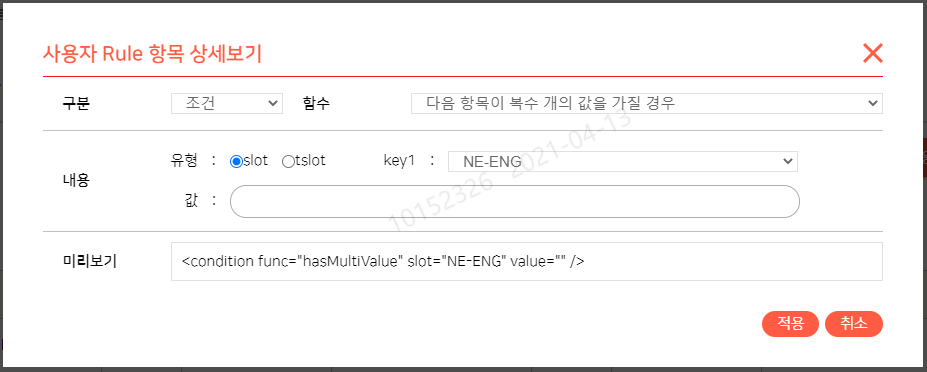 사용자 Rule 항목 상세보기
구분 조건 함수 다음 항목이 복수 개의 값을 가질 경우
내용
유형 : slot tslot key1 : NE-ENG
값 :
10152326 2021-04-13
미리보기 <condition func="hasMultiValue" slot="NE-ENG" value="" />
적용 취소